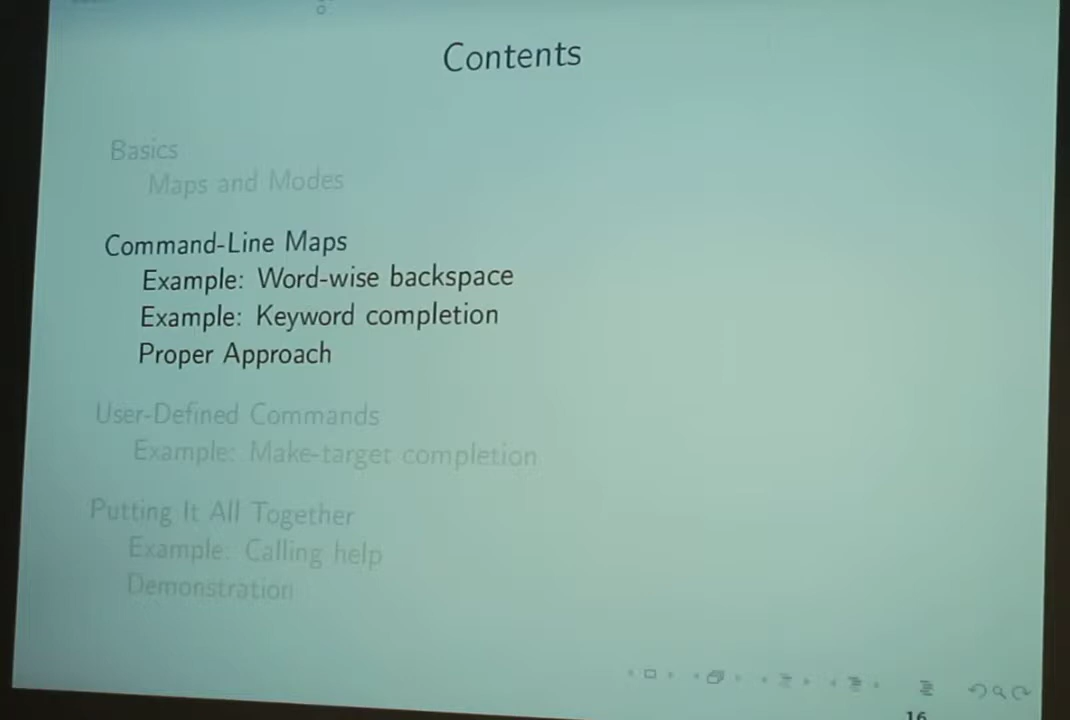 Contents
Basics
Maps and Modes
Command-Line Maps
Example: Word-wise backspace
Example: Keyword completion
Proper Approach
User-Defined Commands
Example: Make-target completion
Putting It All Together
Example: Calling help
Demonstration
16